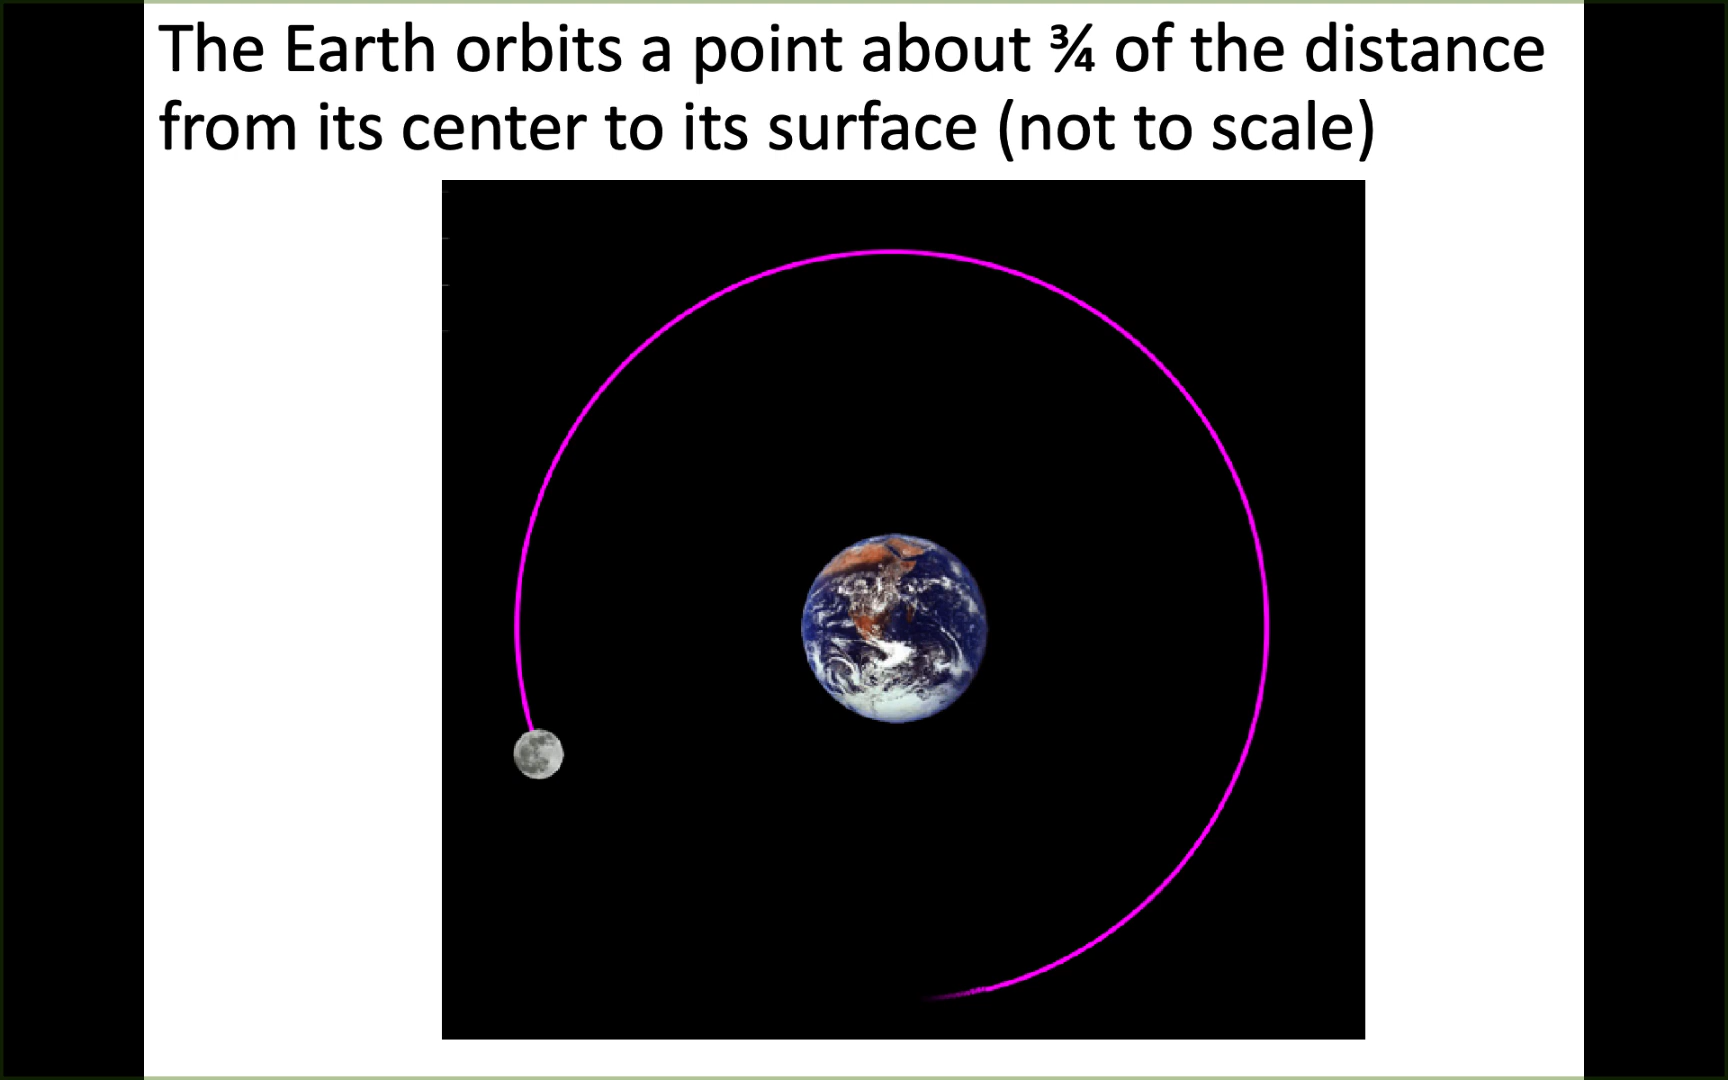 The Earth orbits a point about ¾ of the distance
from its center to its surface (not to scale)